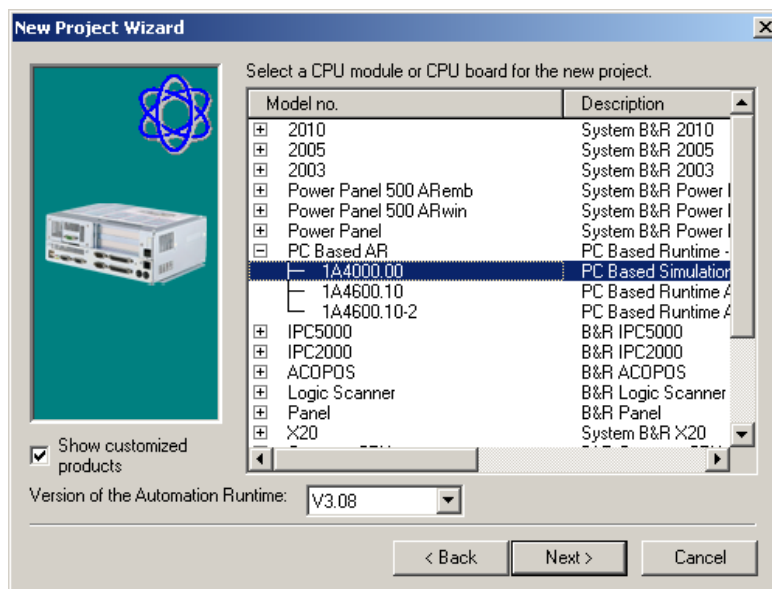 New Project Wizard
Select a CPU module or CPU board for the new project.
Model no. Description
2010 System B&R 2010
2005 System B&R 2005
2003 System B&R 2003
Power Panel 500 ARemb System B&R Power
Power Panel 500 ARwin System B&R Power
Power Panel System B&R Power
PC Based AR PC Based Runtime -
1A4000.00 PC Based Simulation
1A4600.10 PC Based Runtime
1A4600.10-2 PC Based Runtime
IPC5000 B&R IPC5000
IPC2000 B&R IPC2000
ACOPOS B&R ACOPOS
Logic Scanner B&R Logic Scanner
Panel B&R Panel
X20 System B&R X20
Show customized
products
Version of the Automation Runtime: V3.08
< Back Next > Cancel